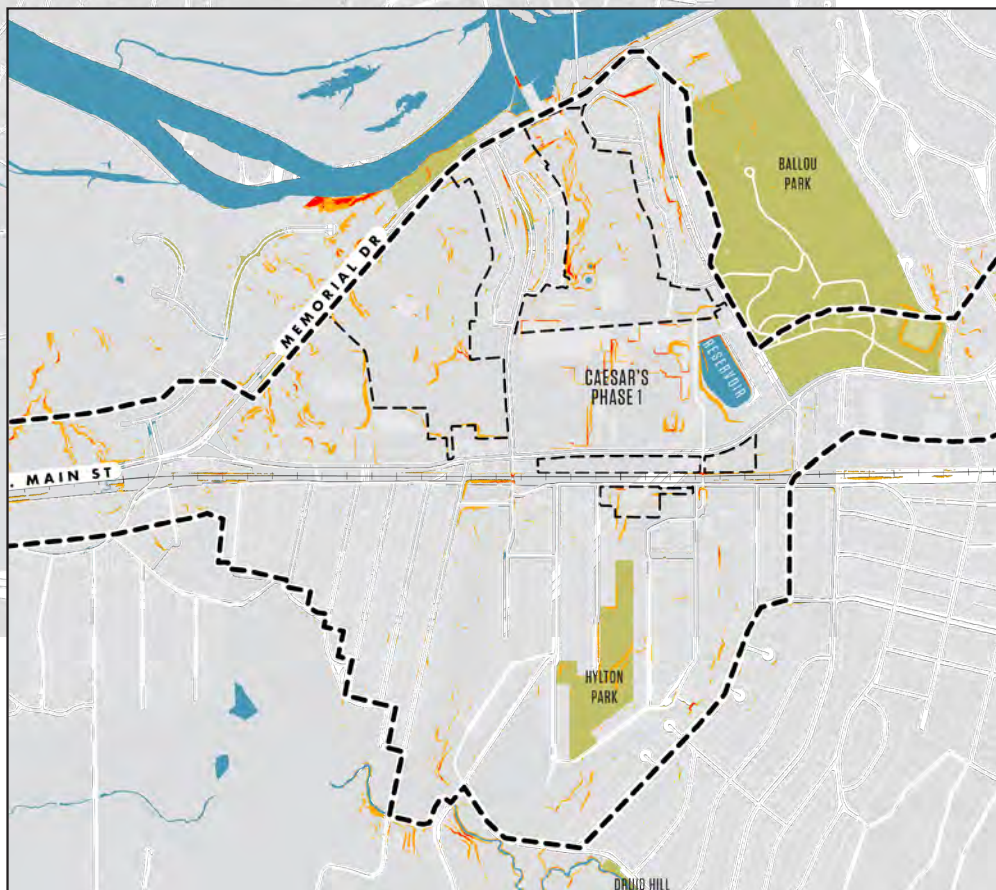 BALLOU
PARK
MEMORIAL DR
RESERVOIR
CAESAR'S
PHASE 1
. MAIN ST
HYLTON
PARK
DRUID HILL